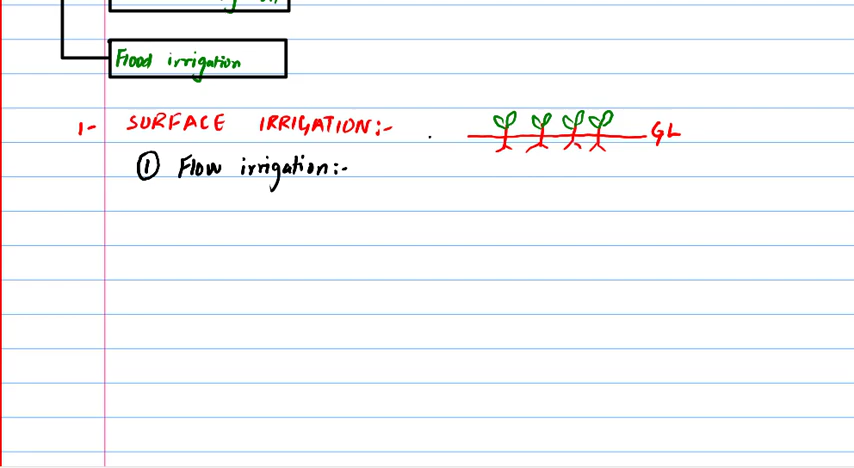 Flood irrigation
1- SURFACE IRRIGATION:- GL
① Flow irrigation:-